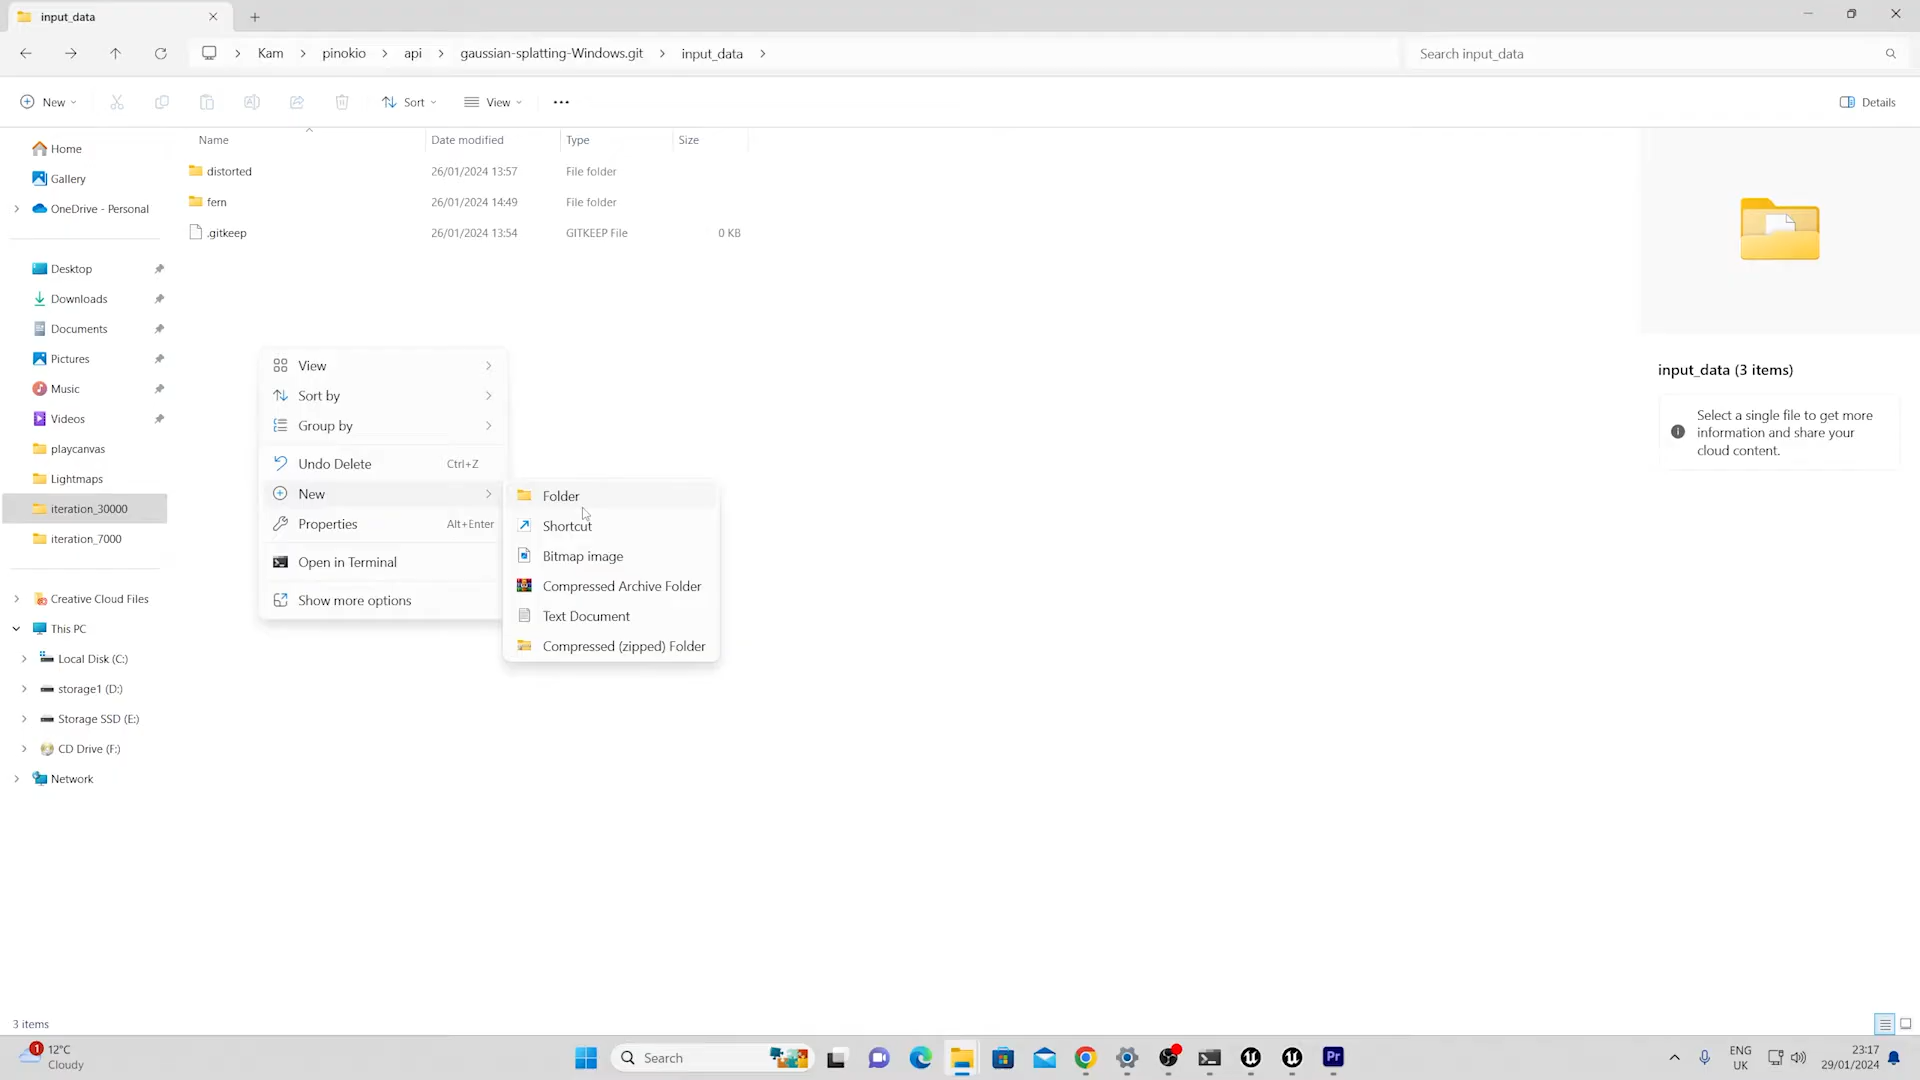 input_data
Kam
pinokio
api
gaussian-splatting-Windows.git
input_data
Search input_data
New
Sort
View
Details
Name
Date modified
Type
Size
distorted
26/01/2024 13:57
File folder
fern
26/01/2024 14:49
File folder
.gitkeep
26/01/2024 13:54
GITKEEP File
0 KB
Home
Gallery
OneDrive - Personal
Desktop
Downloads
Documents
Pictures
Music
Videos
playcanvas
Lightmaps
iteration_30000
iteration_7000
Creative Cloud Files
This PC
Local Disk (C:)
storage1 (D:)
Storage SSD (E:)
CD Drive (F:)
Network
View
Sort by
Group by
Undo Delete
Ctrl+Z
New
Properties
Alt+Enter
Open in Terminal
Show more options
Folder
Shortcut
Bitmap image
Compressed Archive Folder
Text Document
Compressed (zipped) Folder
input_data (3 items)
Select a single file to get more
information and share your
cloud content.
3 items
1
12°C
Cloudy
Search
Pr
ENG
UK
23:17
29/01/2024